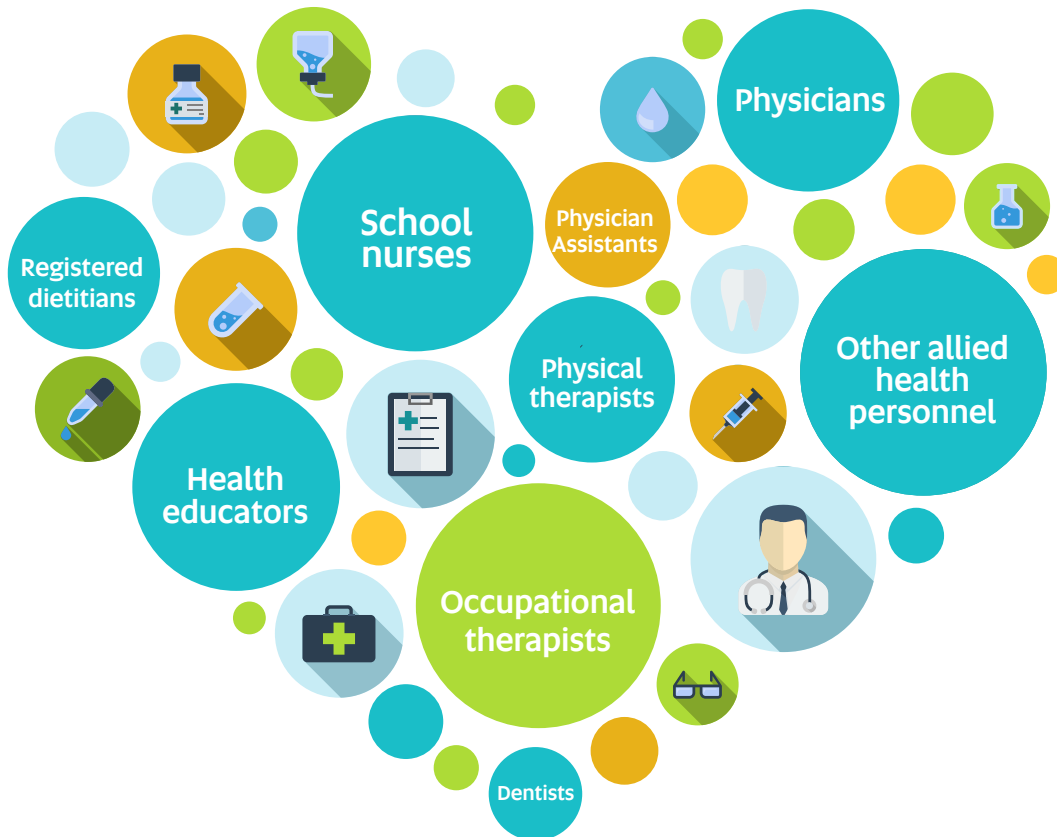 Physicians
School
nurses
Physician
Assistants
Registered
dietitians
Physical
therapists
Other allied
health
personnel
Health
educators
Occupational
therapists
Dentists